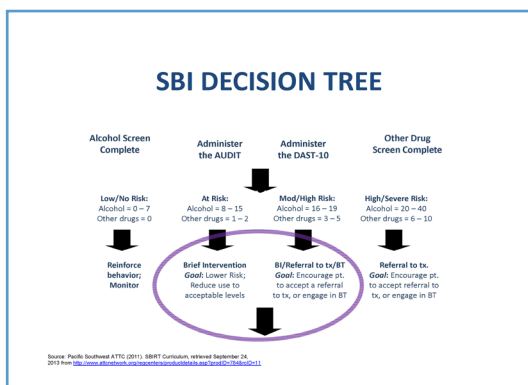 SBI DECISION TREE
Alcohol Screen
Complete
Administer
the AUDIT
Administer
the DAST-10
Other Drug
Screen Complete
Low/No Risk:
Alcohol = 0 – 7
Other drugs = 0
At Risk:
Alcohol = 8 – 15
Other drugs = 1 – 2
Mod/High Risk:
Alcohol = 16 – 19
Other drugs = 3 – 5
High/Severe Risk:
Alcohol = 20 – 40
Other drugs = 6 – 10
Reinforce
behavior;
Monitor
Brief Intervention
Goal: Lower Risk;
Reduce use to
acceptable levels
BI/Referral to tx/BT
Goal: Encourage pt.
to accept a referral
to tx, or engage in BT
Referral to tx.
Goal: Encourage pt.
to accept referral to
tx, or engage in BT
Source: Pacific Southwest ATTC (2011). SBIRT Curriculum, retrieved September 24,
2013 from http://www.attcnetwork.org/regcenters/productdetails.asp?prodID=784&rcID=11